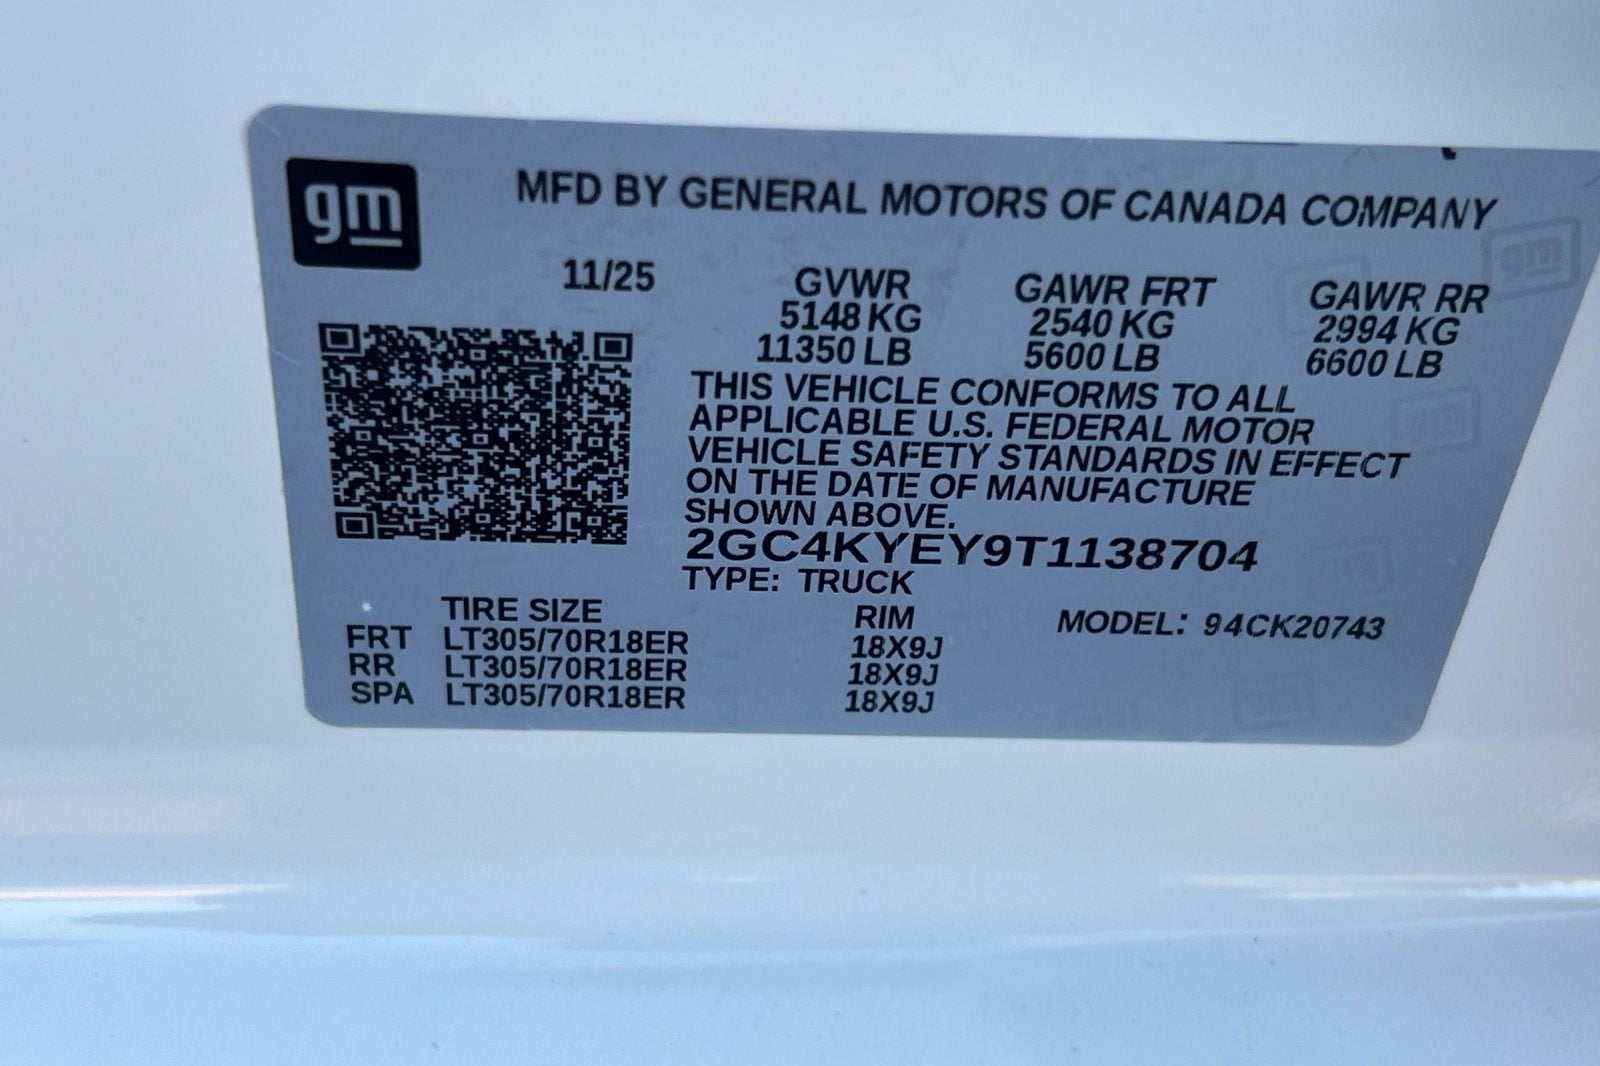 gm
MFD BY GENERAL MOTORS OF CANADA COMPANY
11/25 GVWR GAWR FRT GAWR RR
5148 KG 2540 KG 2994 KG
11350 LB 5600 LB 6600 LB
THIS VEHICLE CONFORMS TO ALL
APPLICABLE U.S. FEDERAL MOTOR
VEHICLE SAFETY STANDARDS IN EFFECT
ON THE DATE OF MANUFACTURE
SHOWN ABOVE.
2GC4KYEY9T1138704
TYPE: TRUCK
TIRE SIZE RIM MODEL: 94CK20743
FRT LT305/70R18ER 18X9J
RR LT305/70R18ER 18X9J
SPA LT305/70R18ER 18X9J
gm
gm